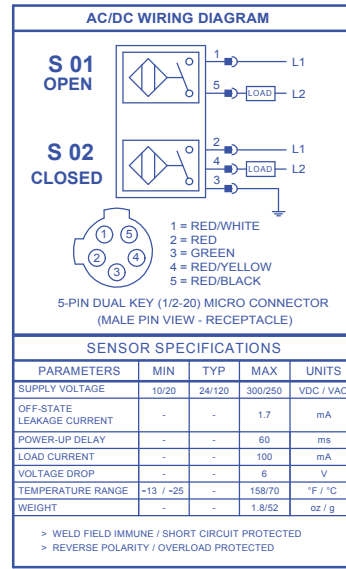 AC/DC WIRING DIAGRAM
S 01
OPEN
1
L1
5
LOAD
L2
S 02
CLOSED
2
L1
4
LOAD
L2
3
1 5
2 4
3
1 = RED/WHITE
2 = RED
3 = GREEN
4 = RED/YELLOW
5 = RED/BLACK
5-PIN DUAL KEY (1/2-20) MICRO CONNECTOR
(MALE PIN VIEW - RECEPTACLE)
SENSOR SPECIFICATIONS
PARAMETERS MIN TYP MAX UNITS
SUPPLY VOLTAGE 10/20 24/120 300/250 VDC / VAC
OFF-STATE
LEAKAGE CURRENT - - 1.7 mA
POWER-UP DELAY - - 60 ms
LOAD CURRENT - - 100 mA
VOLTAGE DROP - - 6 V
TEMPERATURE RANGE -13 / -25 - 158/70 °F / °C
WEIGHT - - 1.8/52 oz / g
> WELD FIELD IMMUNE / SHORT CIRCUIT PROTECTED
> REVERSE POLARITY / OVERLOAD PROTECTED